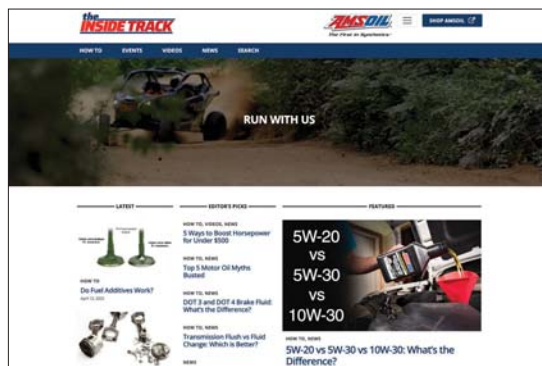 the
INSIDE TRACK
AMSOIL
The First in Synthetics
SHOP AMSOIL
HOW TO EVENTS VIDEOS NEWS SEARCH
RUN WITH US
LATEST
HOW TO
Do Fuel Additives Work?
EDITOR'S PICKS
HOW TO, VIDEOS, NEWS
5 Ways to Boost Horsepower
for Under $500
HOW TO, NEWS
Top 5 Motor Oil Myths
Busted
HOW TO, NEWS
DOT 3 and DOT 4 Brake Fluid:
What's the Difference?
HOW TO, NEWS
Transmission Flush vs Fluid
Change: Which is Better?
NEWS
FEATURED
5W-20
vs
5W-30
vs
10W-30
HOW TO, NEWS
5W-20 vs 5W-30 vs 10W-30: What's the
Difference?